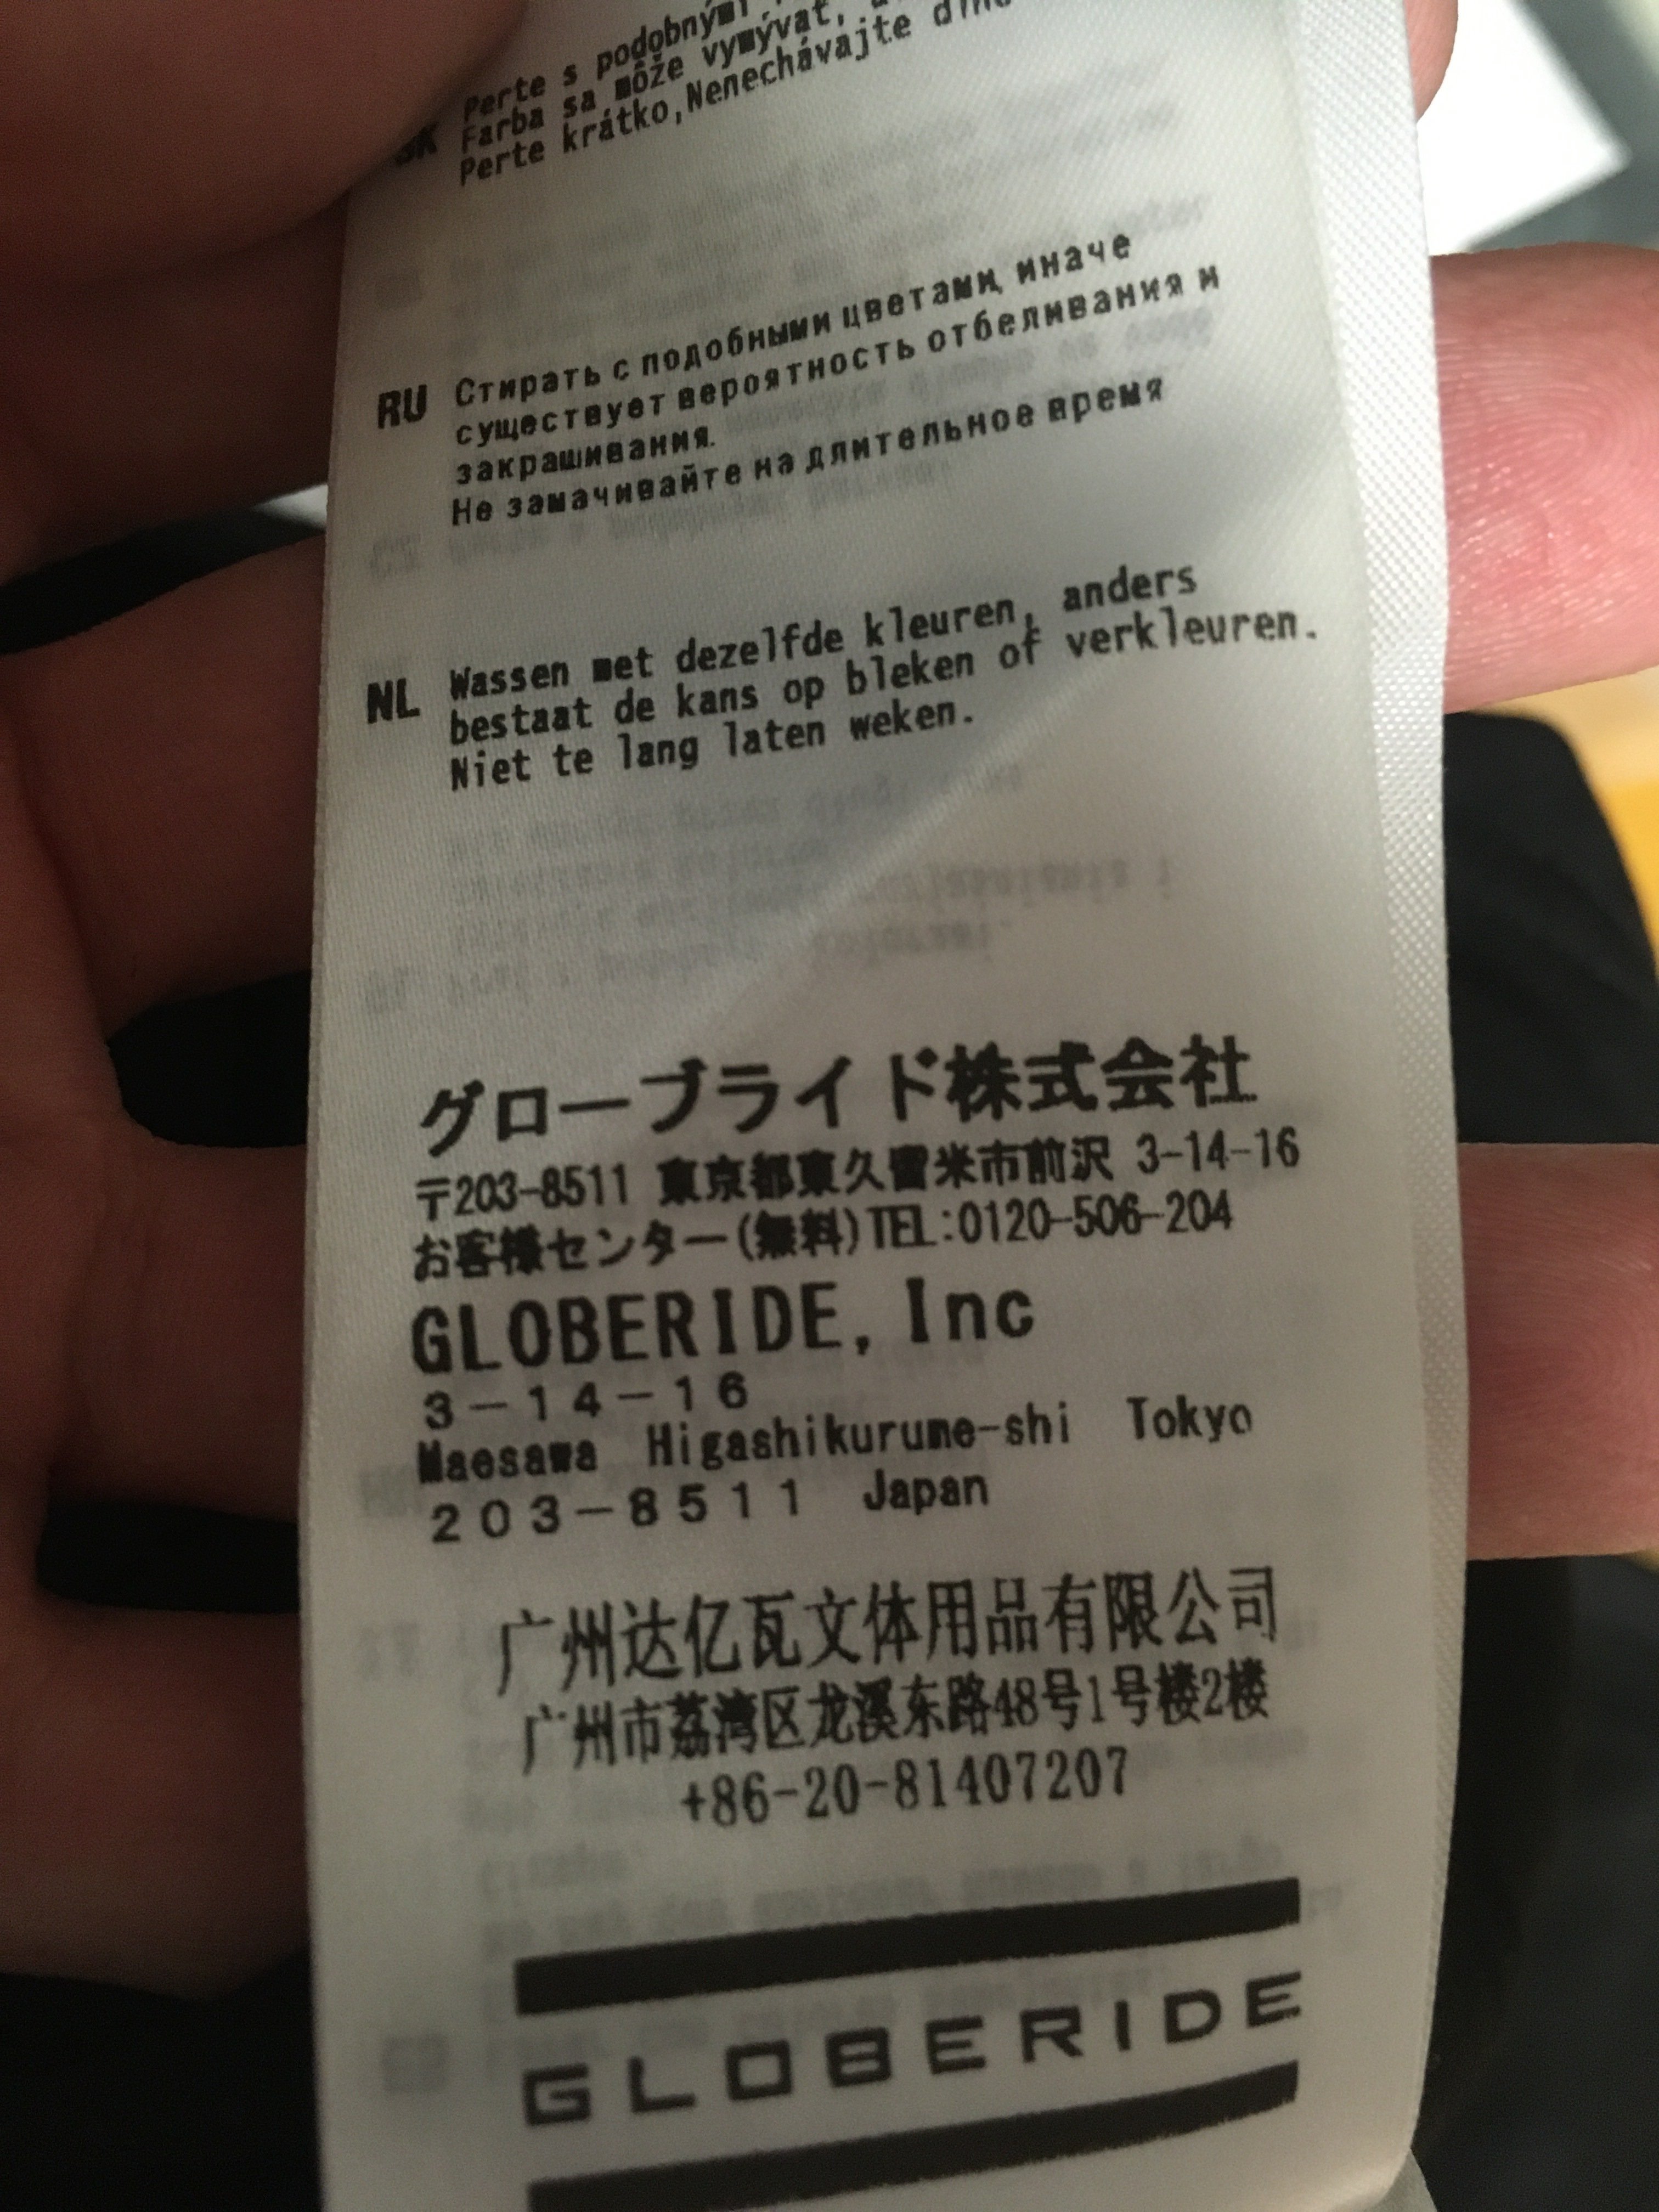 Perte s podobnými
Farba sa môže vymývať,
Perte krátko,Nenechávajte
RU Стирать с подобными цветами, иначе
существует вероятность отбеливания и
закрашивания.
Не замачивайте на длительное время
NL Wassen met dezelfde kleuren, anders
bestaat de kans op bleken of verkleuren.
Niet te lang laten weken.
グローブライド株式会社
〒203-8511 東京都東久留米市前沢 3-14-16
お客様センター(無料)TEL:0120-506-204
GLOBERIDE, Inc
3-14-16
Maesawa Higashikurume-shi Tokyo
203-8511 Japan
广州达亿瓦文体用品有限公司
广州市荔湾区龙溪东路48号1号楼2楼
+86-20-81407207
GLOBERIDE